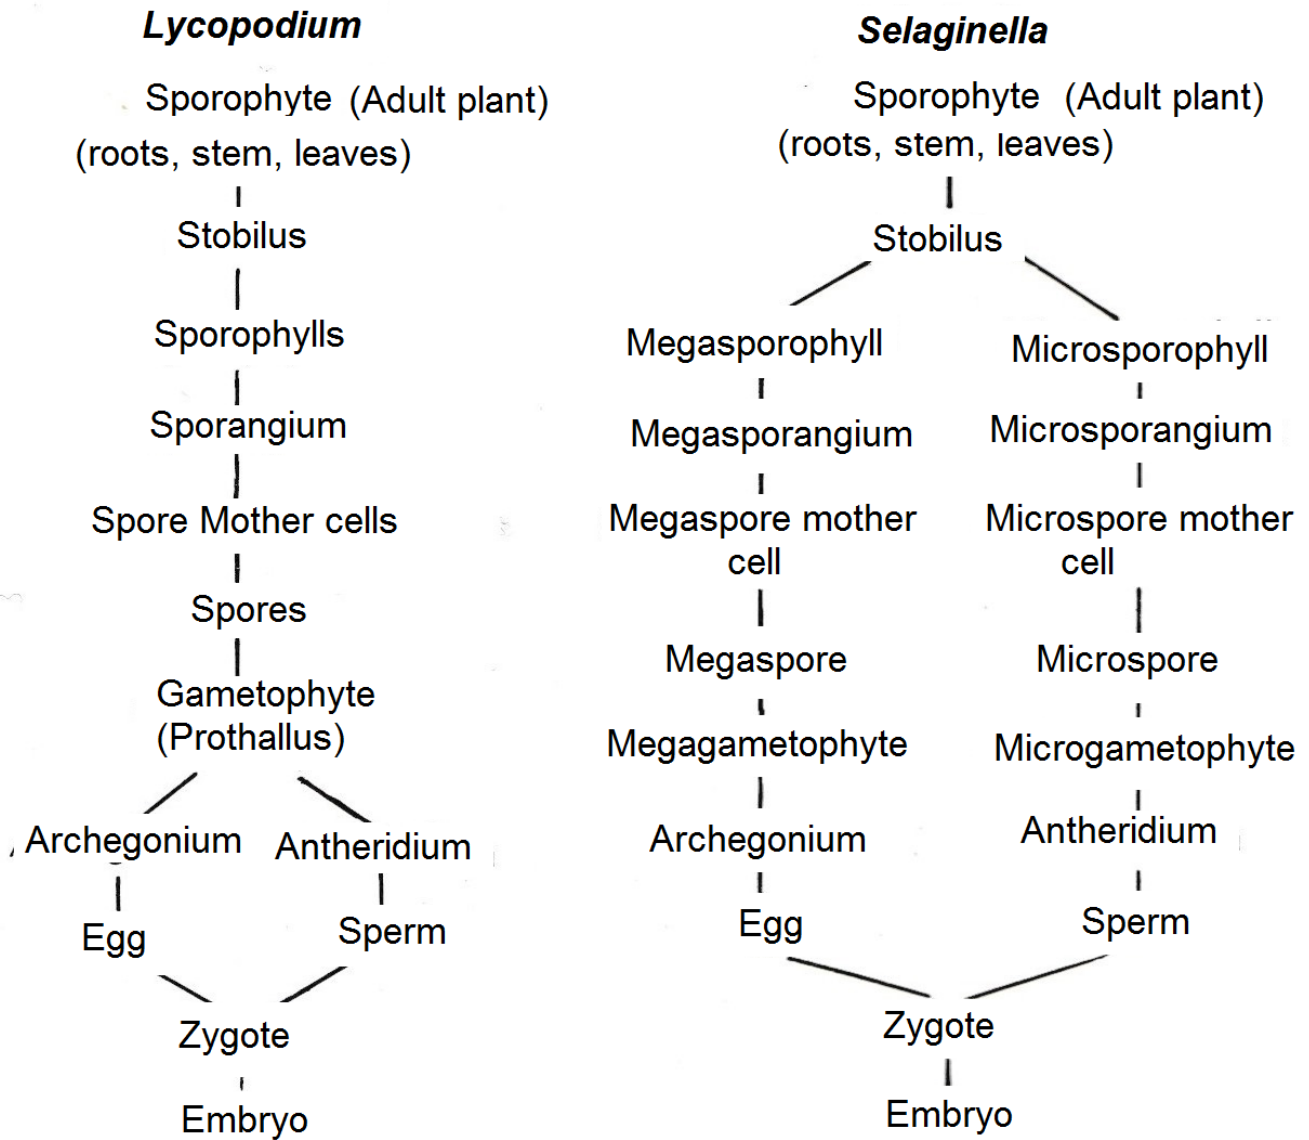 Lycopodium
Sporophyte (Adult plant)
(roots, stem, leaves)
Stobilus
Sporophylls
Sporangium
Spore Mother cells
Spores
Gametophyte
(Prothallus)
Archegonium Antheridium
Egg Sperm
Zygote
Embryo
Selaginella
Sporophyte (Adult plant)
(roots, stem, leaves)
Stobilus
Megasporophyll Microsporophyll
Megasporangium Microsporangium
Megaspore mother Microspore mother
cell cell
Megaspore Microspore
Megagametophyte Microgametophyte
Archegonium Antheridium
Egg Sperm
Zygote
Embryo